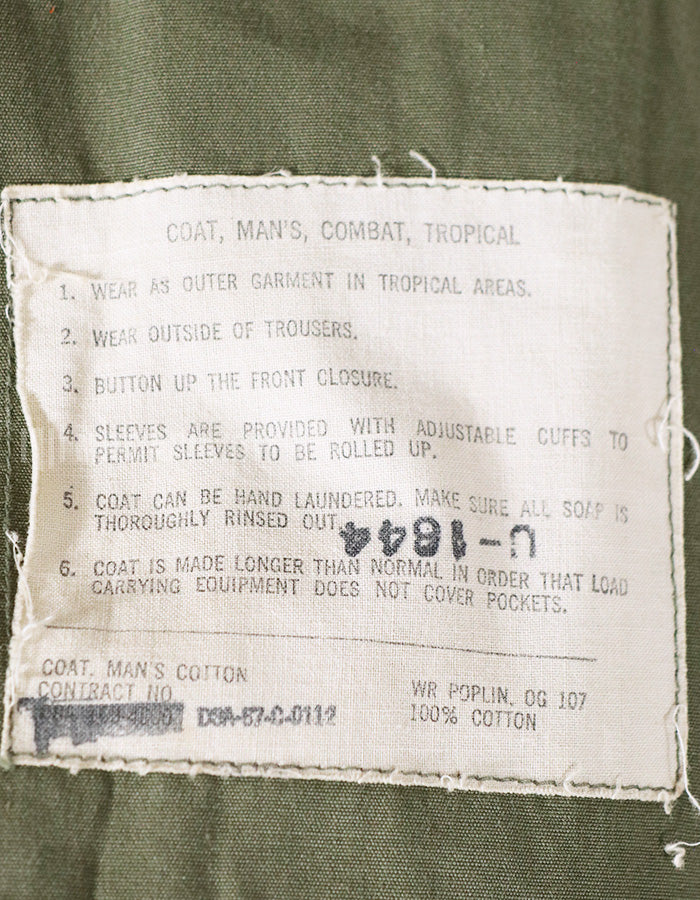 COAT, MAN'S, COMBAT, TROPICAL
1. WEAR AS OUTER GARMENT IN TROPICAL AREAS.
2. WEAR OUTSIDE OF TROUSERS.
3. BUTTON UP THE FRONT CLOSURE.
4. SLEEVES ARE PROVIDED WITH ADJUSTABLE CUFFS TO
PERMIT SLEEVES TO BE ROLLED UP.
5. COAT CAN BE HAND LAUNDERED. MAKE SURE ALL SOAP IS
THOROUGHLY RINSED OUT.
U-1844
6. COAT IS MADE LONGER THAN NORMAL IN ORDER THAT LOAD
CARRYING EQUIPMENT DOES NOT COVER POCKETS.
COAT. MAN'S COTTON
CONTRACT NO.
DSA-67-C-0112
WR POPLIN. OG 107
100% COTTON